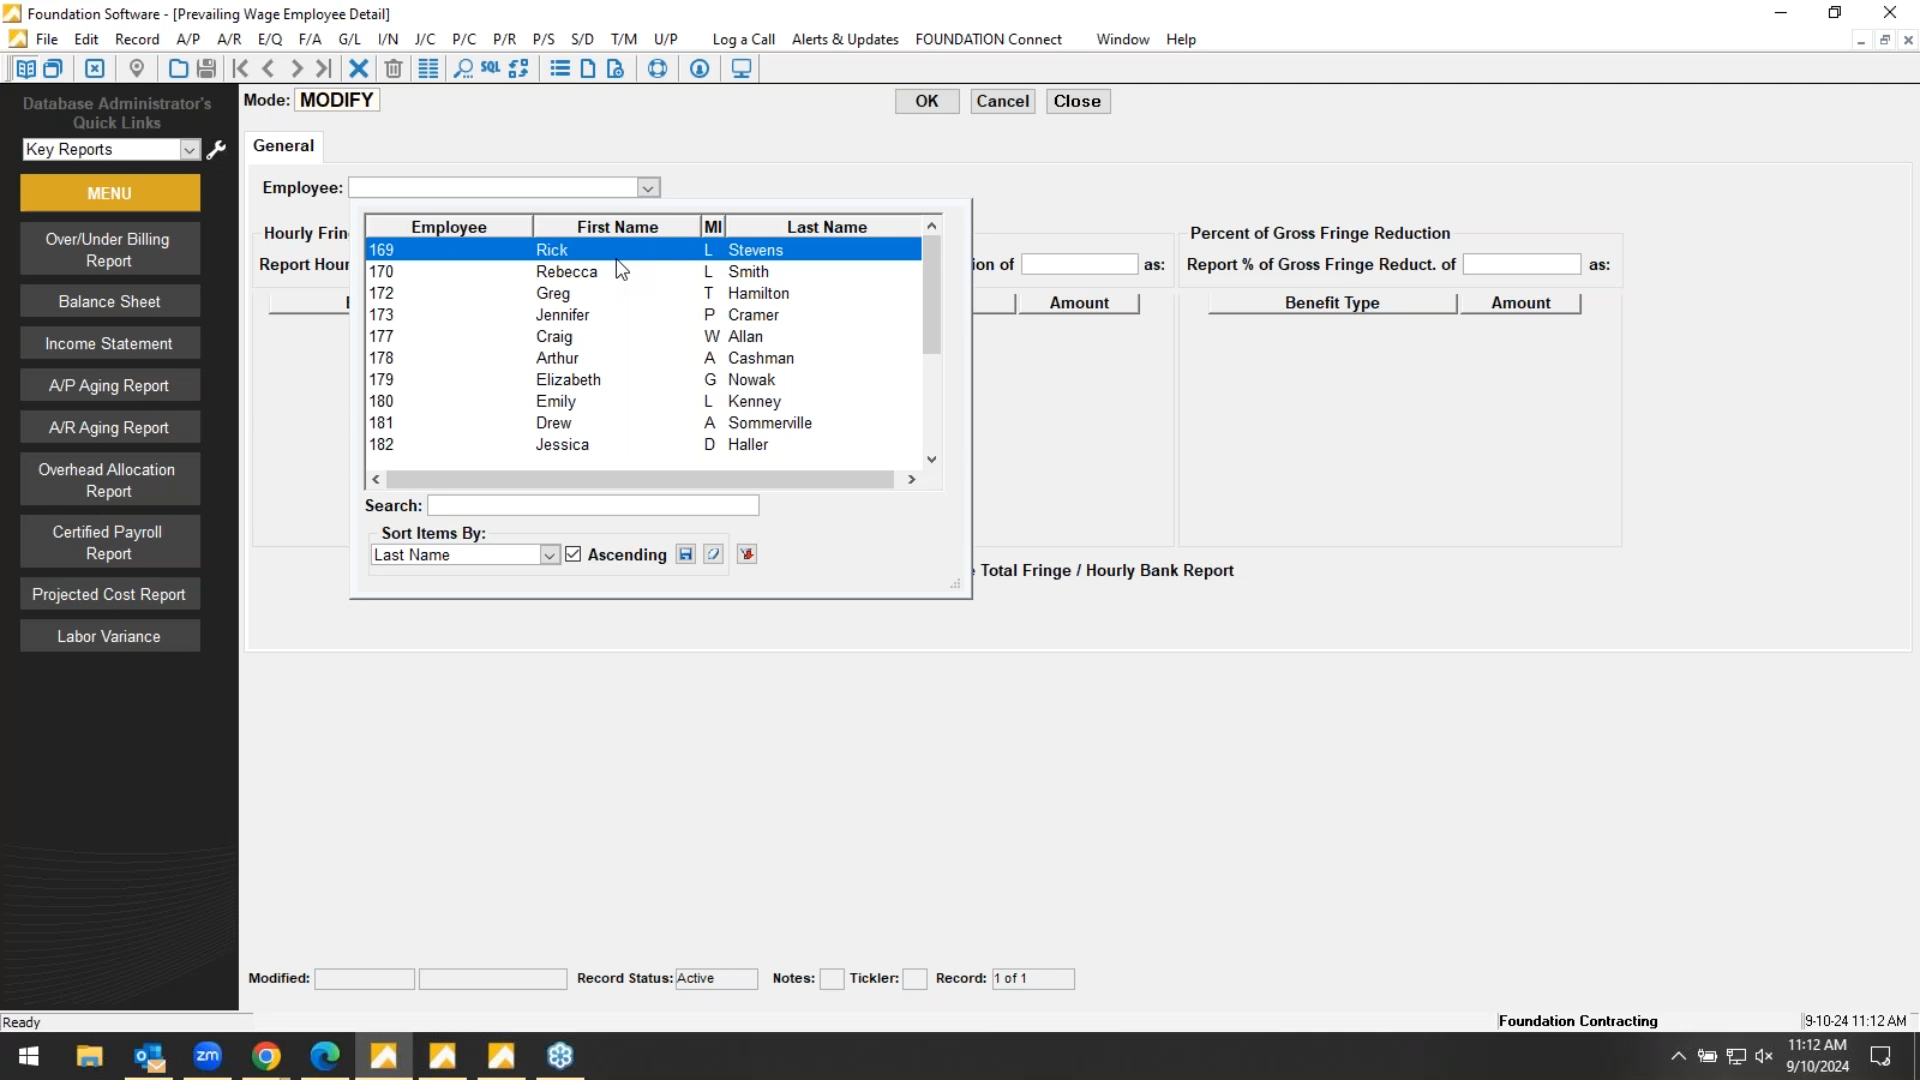 Foundation Software - [Prevailing Wage Employee Detail]
File Edit Record A/P A/R E/Q F/A G/L I/N J/C P/C P/R P/S S/D T/M U/P Log a Call Alerts & Updates FOUNDATION Connect Window Help
SQL
Database Administrator's
Quick Links
Key Reports
MENU
Over/Under Billing
Report
Balance Sheet
Income Statement
A/P Aging Report
A/R Aging Report
Overhead Allocation
Report
Certified Payroll
Report
Projected Cost Report
Labor Variance
Mode: MODIFY
OK Cancel Close
General
Employee:
Hourly Frin
Percent of Gross Fringe Reduction
Report Hour
ion of as: Report % of Gross Fringe Reduct. of as:
Amount Benefit Type Amount
Employee First Name MI Last Name
169 Rick L Stevens
170 Rebecca L Smith
172 Greg T Hamilton
173 Jennifer P Cramer
177 Craig W Allan
178 Arthur A Cashman
179 Elizabeth G Nowak
180 Emily L Kenney
181 Drew A Sommerville
182 Jessica D Haller
Search:
Sort Items By:
Last Name Ascending
Total Fringe / Hourly Bank Report
Modified: Record Status: Active Notes: Tickler: Record: 1 of 1
Ready
Foundation Contracting 9-10-24 11:12 AM
zm
11:12 AM
9/10/2024